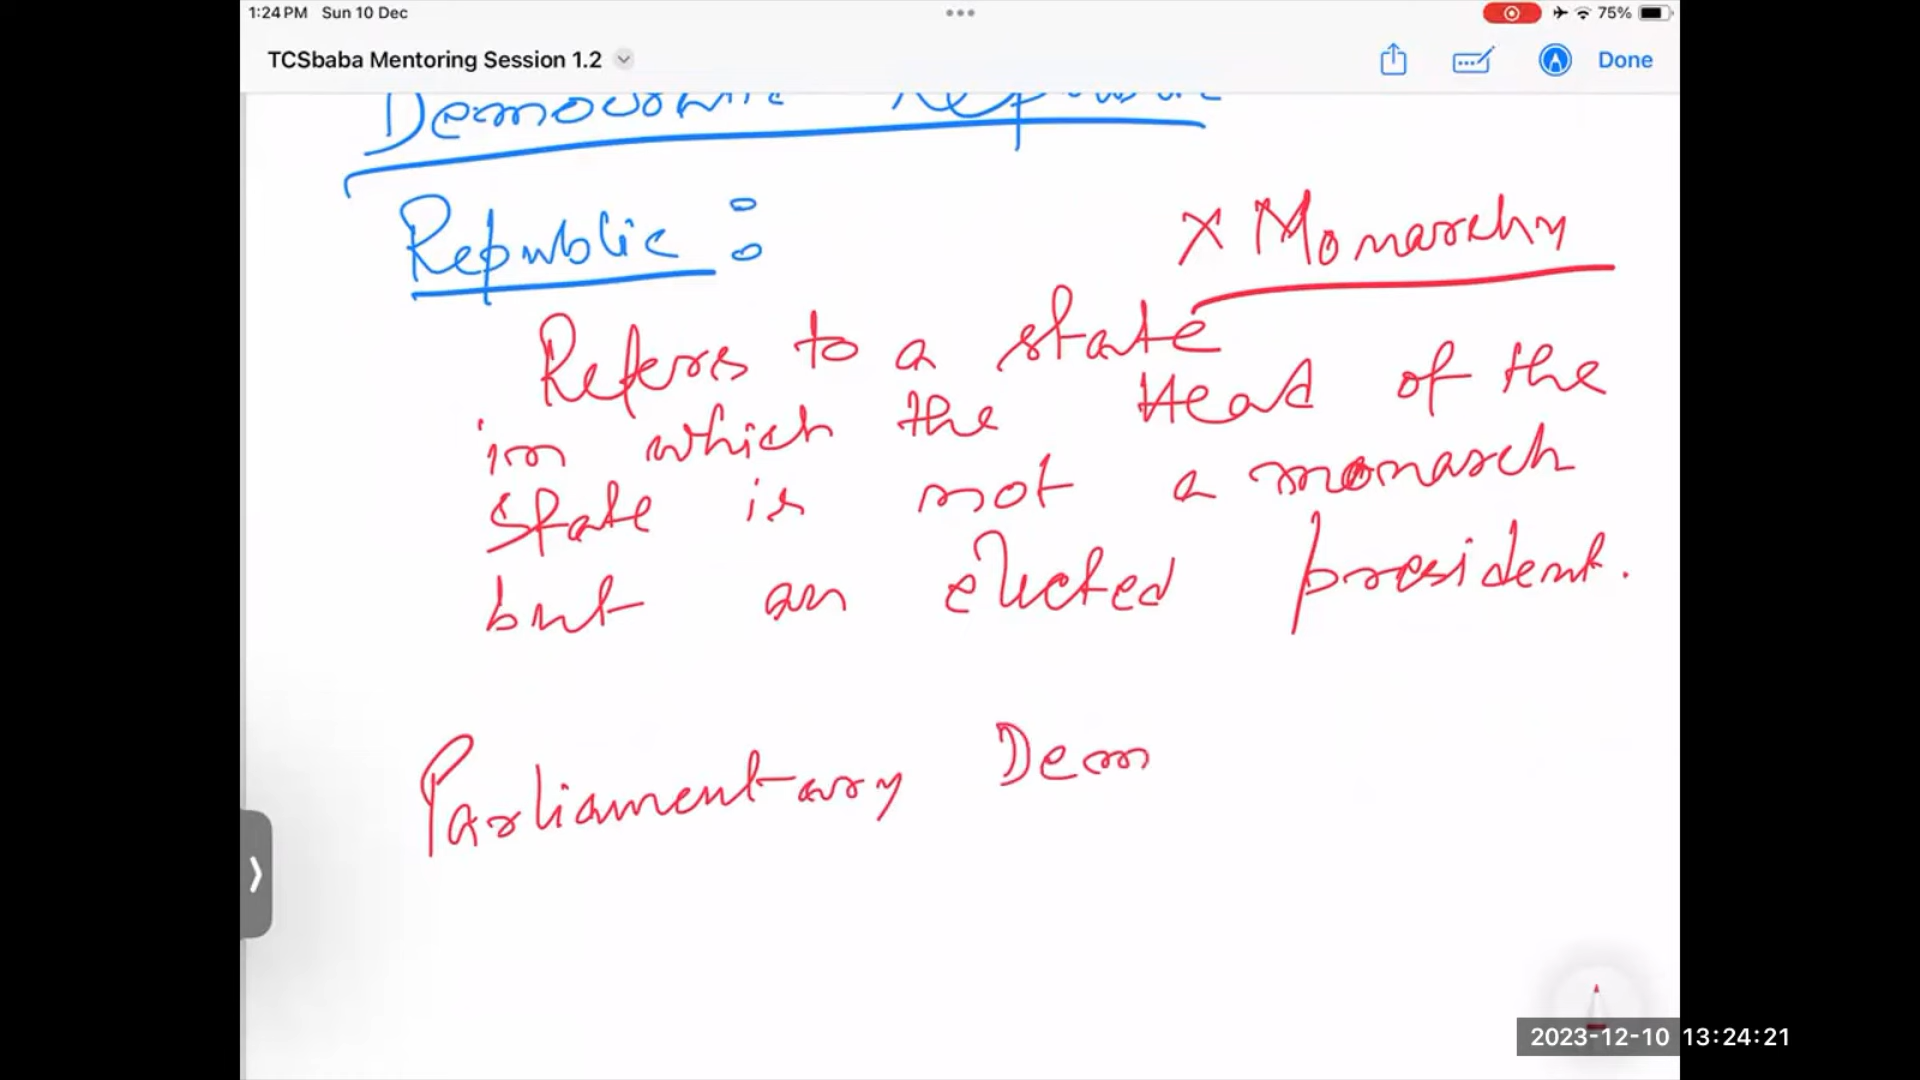 1:24 PM Sun 10 Dec
75%
TCSbaba Mentoring Session 1.2
Done
Democratic Republic
Republic :
x Monarchy
Refers to a state
in which the Head of the
state is not a monarch
but an elected president.
Parliamentary Dem
2023-12-10 13:24:21